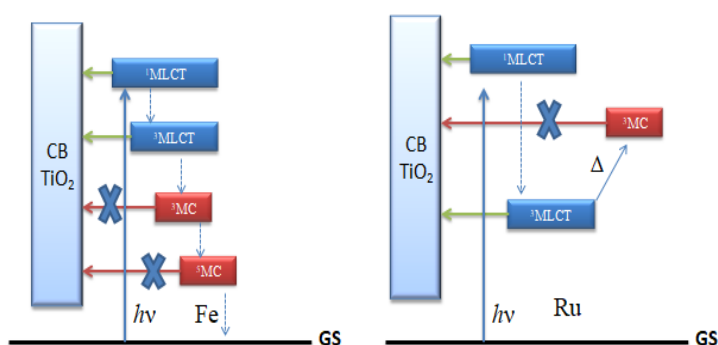 ¹MLCT
³MLCT
CB
TiO₂
³MC
⁵MC
hν
Fe
GS
¹MLCT
³MC
CB
TiO₂
Δ
³MLCT
hν
Ru
GS